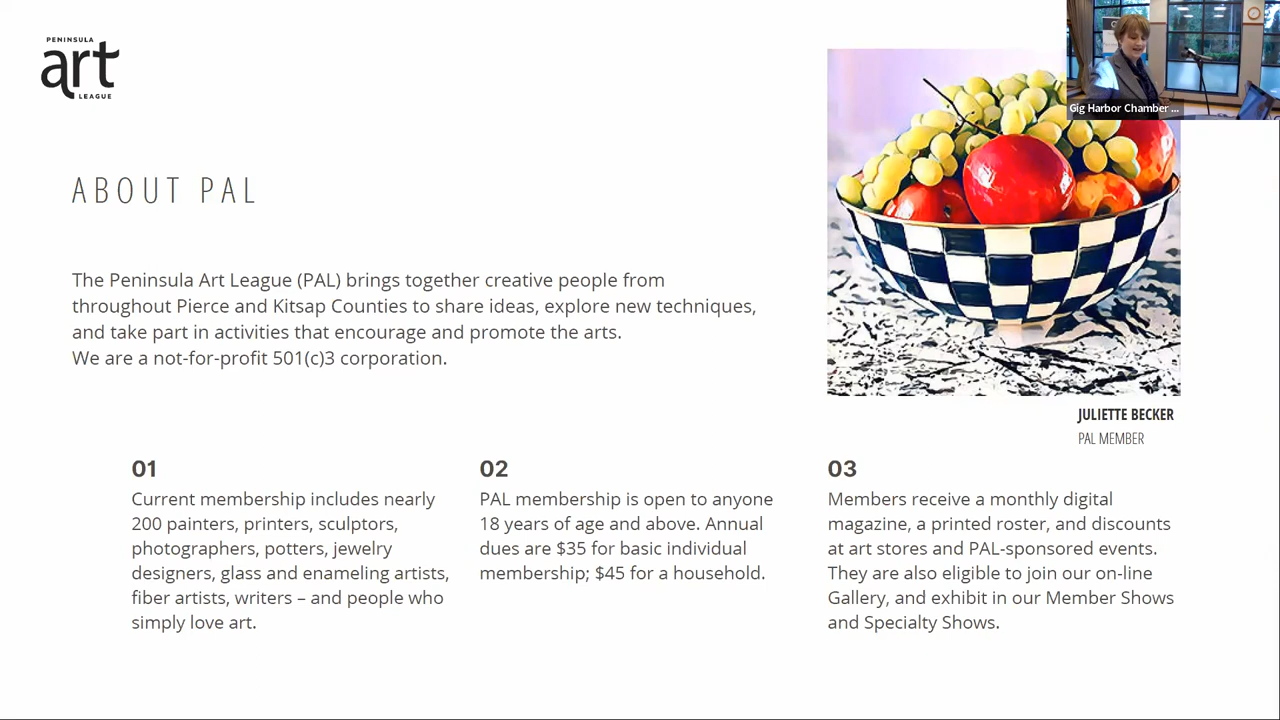 PENINSULA
art
LEAGUE
Gig Harbor Chamber ...
ABOUT PAL
The Peninsula Art League (PAL) brings together creative people from
throughout Pierce and Kitsap Counties to share ideas, explore new techniques,
and take part in activities that encourage and promote the arts.
We are a not-for-profit 501(c)3 corporation.
JULIETTE BECKER
PAL MEMBER
01
Current membership includes nearly
200 painters, printers, sculptors,
photographers, potters, jewelry
designers, glass and enameling artists,
fiber artists, writers – and people who
simply love art.
02
PAL membership is open to anyone
18 years of age and above. Annual
dues are $35 for basic individual
membership; $45 for a household.
03
Members receive a monthly digital
magazine, a printed roster, and discounts
at art stores and PAL-sponsored events.
They are also eligible to join our on-line
Gallery, and exhibit in our Member Shows
and Specialty Shows.